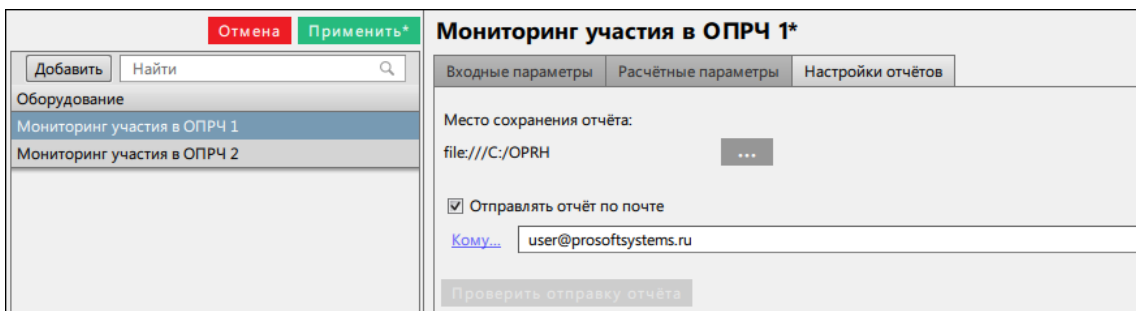 Отмена Применить*
Добавить Найти
Оборудование
Мониторинг участия в ОПРЧ 1
Мониторинг участия в ОПРЧ 2
Мониторинг участия в ОПРЧ 1*
Входные параметры Расчётные параметры Настройки отчётов
Место сохранения отчёта:
file:///C:/OPRH ...
Отправлять отчёт по почте
Кому... user@prosoftsystems.ru
Проверить отправку отчёта